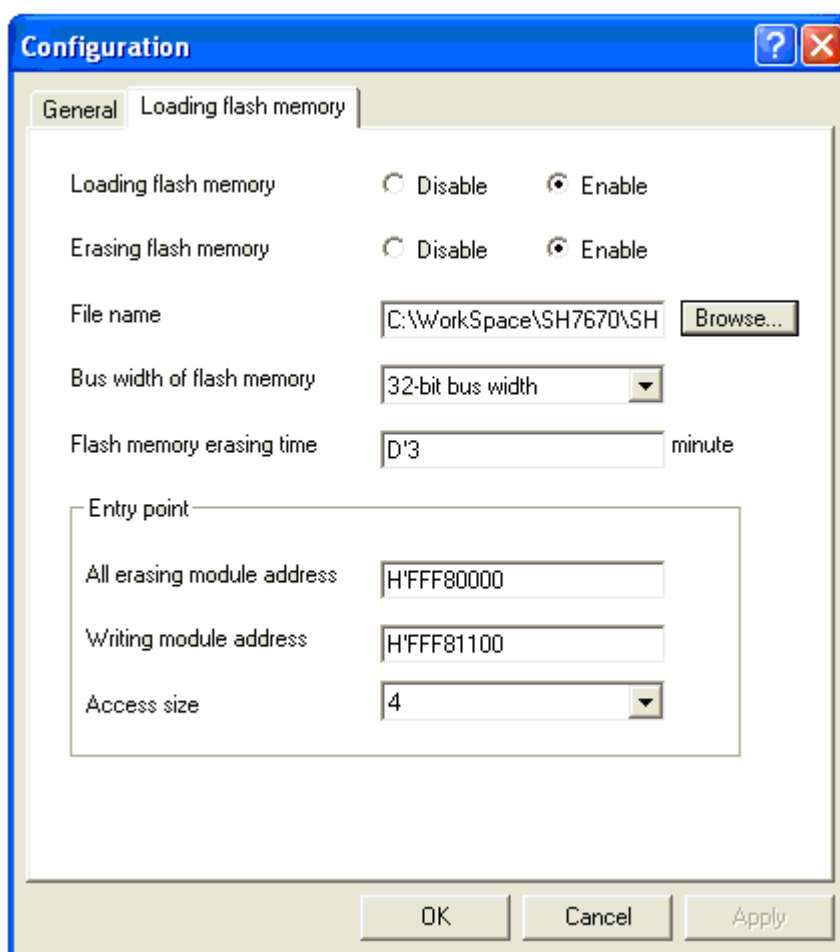 Configuration
General Loading flash memory
Loading flash memory Disable Enable
Erasing flash memory Disable Enable
File name C:\WorkSpace\SH7670\SH Browse...
Bus width of flash memory 32-bit bus width
Flash memory erasing time D'3 minute
Entry point
All erasing module address H'FFF80000
Writing module address H'FFF81100
Access size 4
OK Cancel Apply